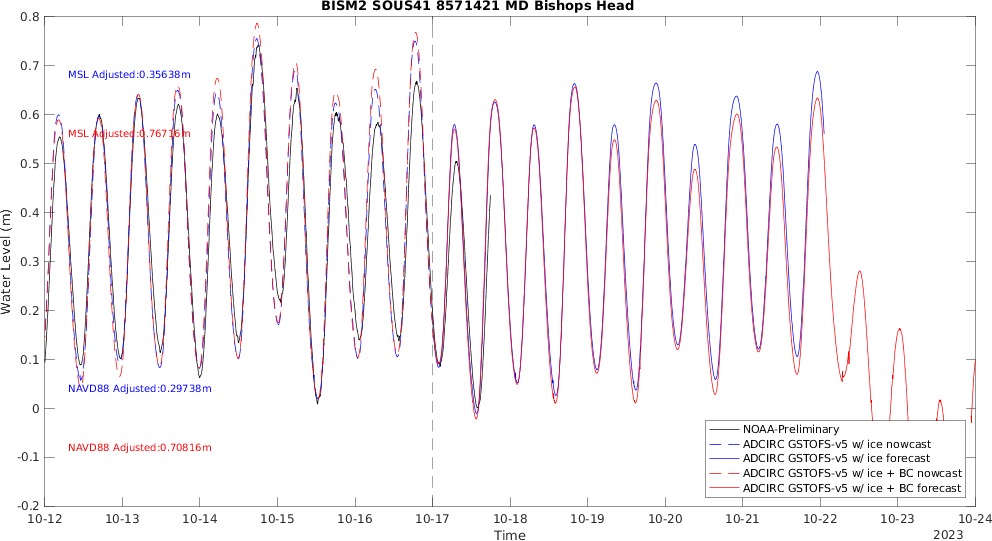 BISM2 SOUS41 8571421 MD Bishops Head
0.8
0.7
0.6
0.5
0.4
0.3
0.2
0.1
0
-0.1
-0.2
Water Level (m)
MSL Adjusted:0.35638m
MSL Adjusted:0.76716m
NAVD88 Adjusted:0.29738m
NAVD88 Adjusted:0.70816m
NOAA-Preliminary
ADCIRC GSTOFS-v5 w/ ice nowcast
ADCIRC GSTOFS-v5 w/ ice forecast
ADCIRC GSTOFS-v5 w/ ice + BC nowcast
ADCIRC GSTOFS-v5 w/ ice + BC forecast
10-12 10-13 10-14 10-15 10-16 10-17 10-18 10-19 10-20 10-21 10-22 10-23 10-24
Time
2023